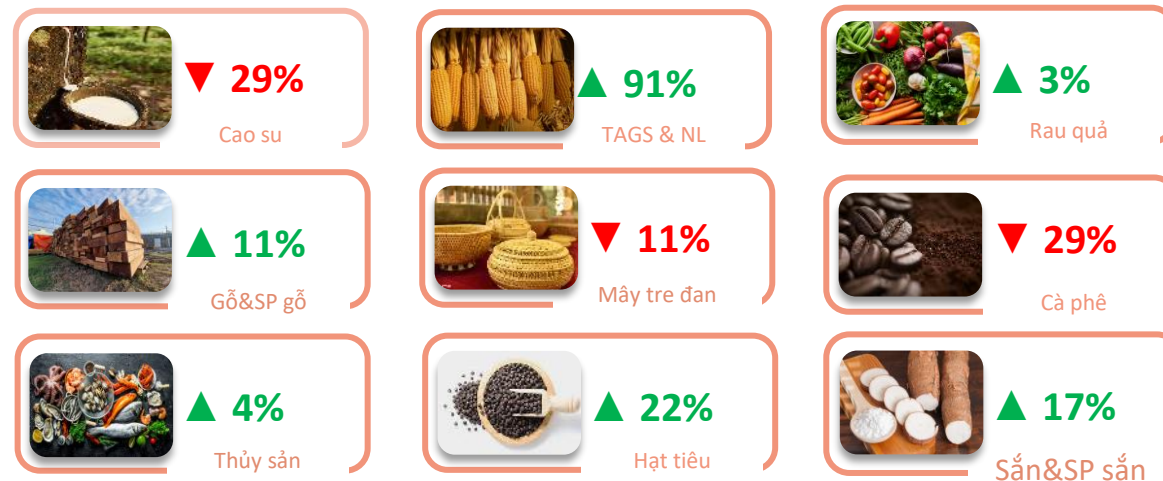 ▼ 29%
Cao su
▲ 91%
TAGS & NL
▲ 3%
Rau quả
▲ 11%
Gỗ&SP gỗ
▼ 11%
Mây tre đan
▼ 29%
Cà phê
▲ 4%
Thủy sản
▲ 22%
Hạt tiêu
▲ 17%
Sắn&SP sắn